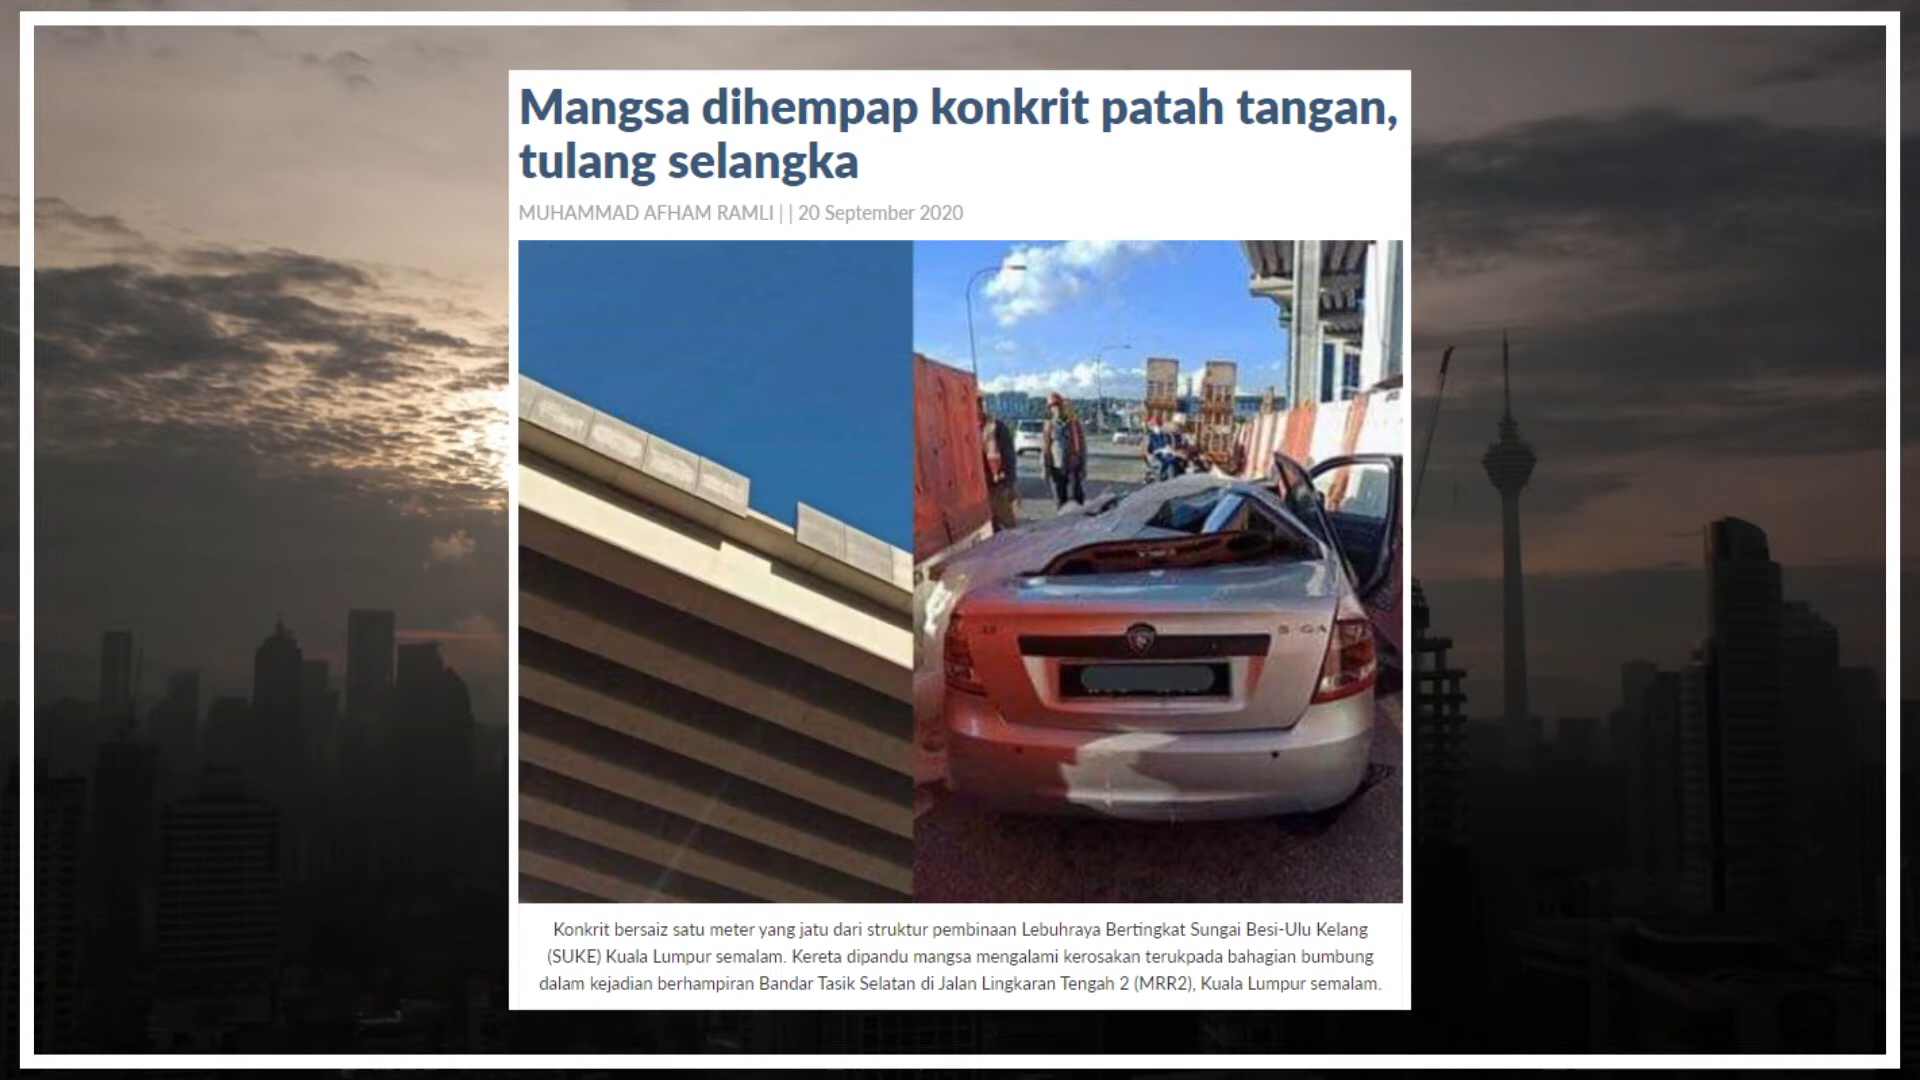 Mangsa dihempap konkrit patah tangan,
tulang selangka
MUHAMMAD AFHAM RAMLI | | 20 September 2020
Konkrit bersaiz satu meter yang jatu dari struktur pembinaan Lebuhraya Bertingkat Sungai Besi-Ulu Kelang
(SUKE) Kuala Lumpur semalam. Kereta dipandu mangsa mengalami kerosakan terukpada bahagian bumbung
dalam kejadian berhampiran Bandar Tasik Selatan di Jalan Lingkaran Tengah 2 (MRR2), Kuala Lumpur semalam.